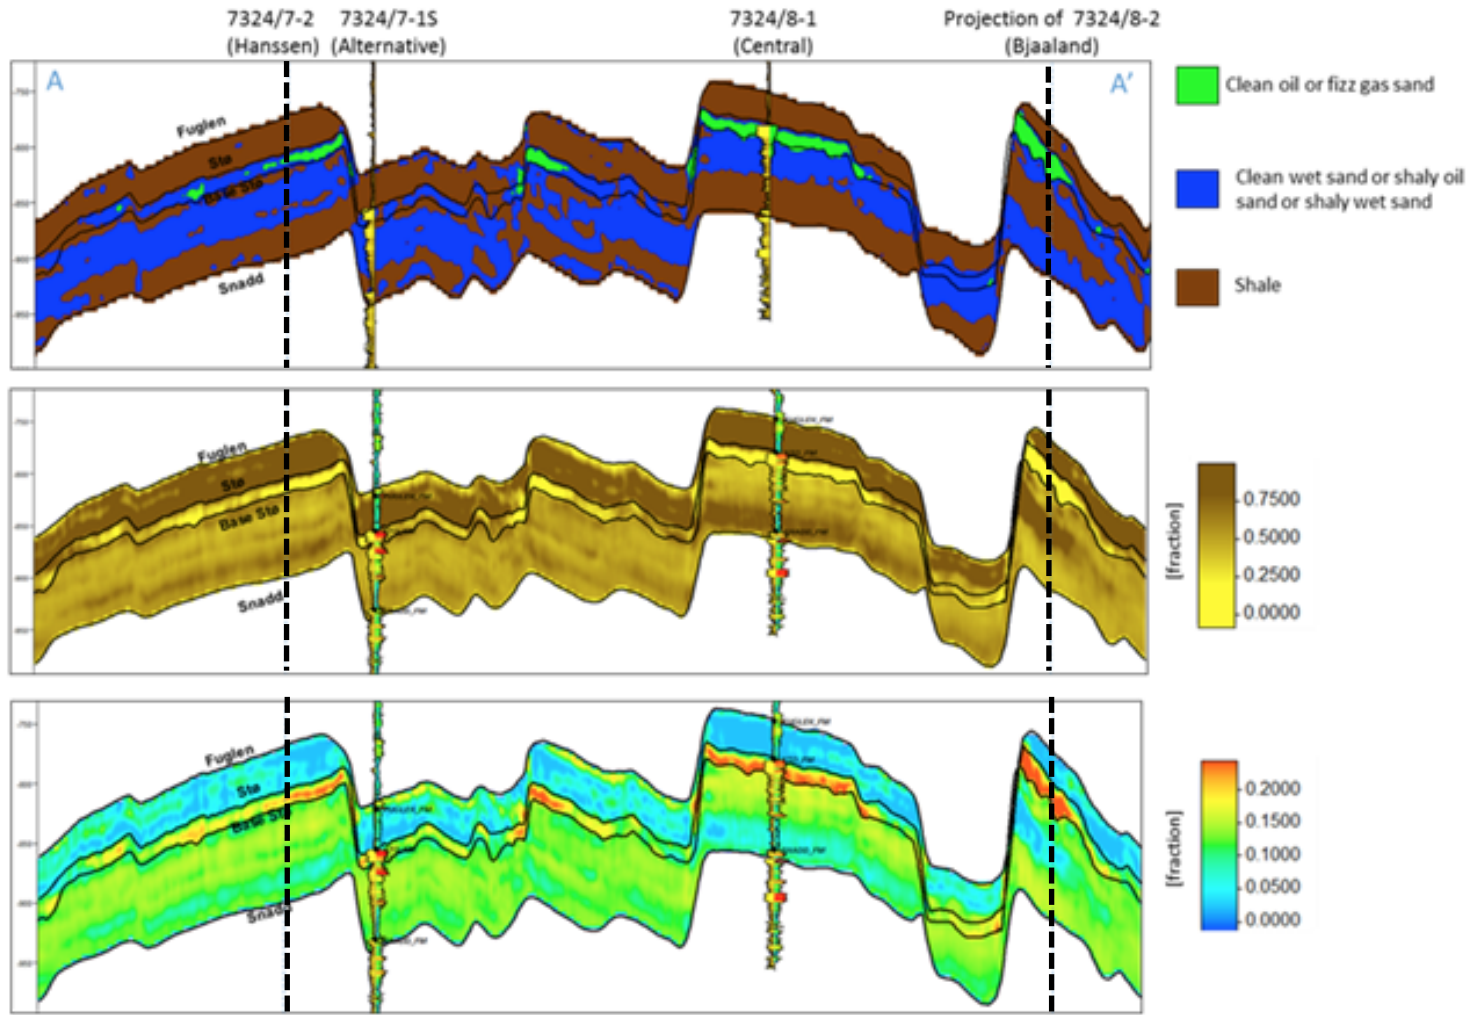 7324/7-2 7324/7-1S 7324/8-1 Projection of 7324/8-2
(Hanssen) (Alternative) (Central) (Bjaaland)
A A'
Fuglen
Stø
Base Stø
Snadd
Clean oil or fizz gas sand
Clean wet sand or shaly oil
sand or shaly wet sand
Shale
Fuglen
Stø
Base Stø
Snadd
[fraction]
0.7500
0.5000
0.2500
0.0000
Fuglen
Stø
Base Stø
Snadd
[fraction]
0.2000
0.1500
0.1000
0.0500
0.0000